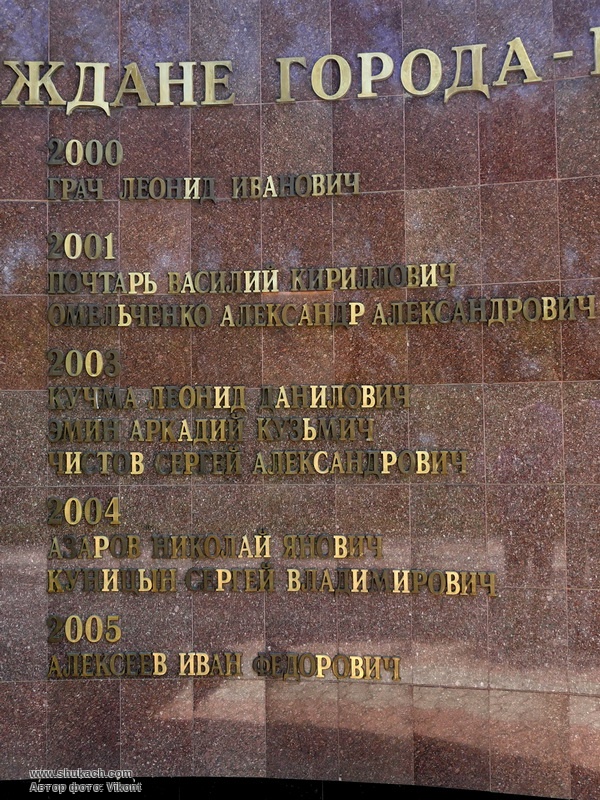 ЖДАНЕ ГОРОДА-
2000
ГРАЧ ЛЕОНИД ИВАНОВИЧ
2001
ПОЧТАРЬ ВАСИЛИЙ КИРИЛЛОВИЧ
ОМЕЛЬЧЕНКО АЛЕКСАНДР АЛЕКСАНДРОВИЧ
2003
КУЧМА ЛЕОНИД ДАНИЛОВИЧ
ЭМИН АРКАДИЙ КУЗЬМИЧ
ЧИСТОВ СЕРГЕЙ АЛЕКСАНДРОВИЧ
2004
АЗАРОВ НИКОЛАЙ ЯНОВИЧ
КУНИЦЫН СЕРГЕЙ ВЛАДИМИРОВИЧ
2005
АЛЕКСЕЕВ ИВАН ФЕДОРОВИЧ
www.shukach.com
Автор фото: Vikont